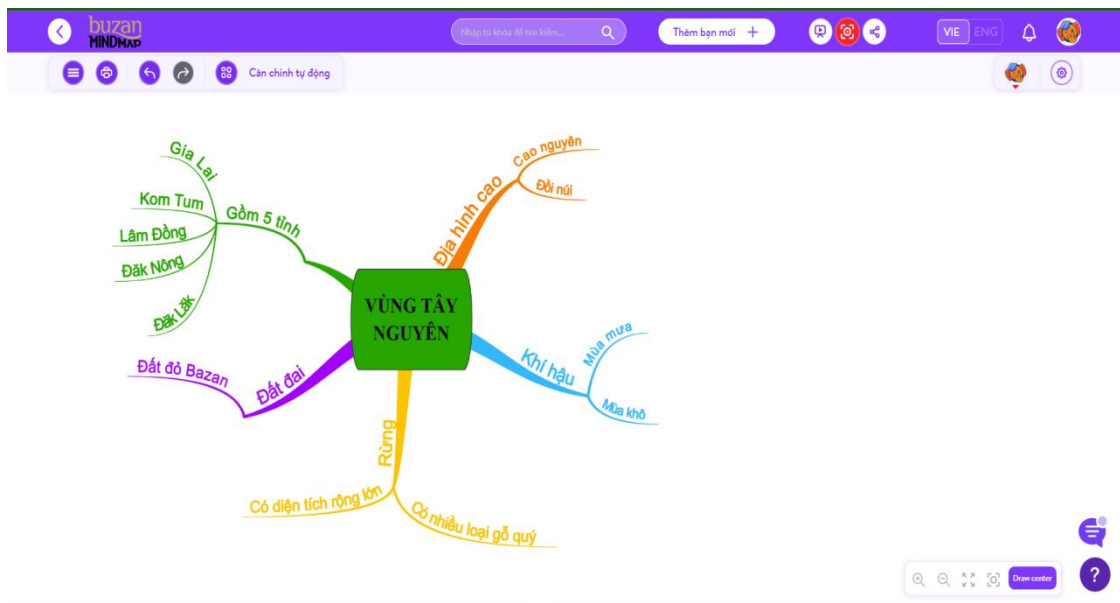 buzan
MINDMAP
Nhập từ khóa để tìm kiếm...
Thêm bạn mới +
VIE ENG
Căn chỉnh tự động
VÙNG TÂY
NGUYÊN
Địa hình cao
Cao nguyên
Đồi núi
Khí hậu
Mùa mưa
Mùa khô
Rừng
Có nhiều loại gỗ quý
Có diện tích rộng lớn
Đất đai
Đất đỏ Bazan
Gồm 5 tỉnh
Gia Lai
Kom Tum
Lâm Đồng
Đăk Nông
Đăk Lăk
Draw center
?